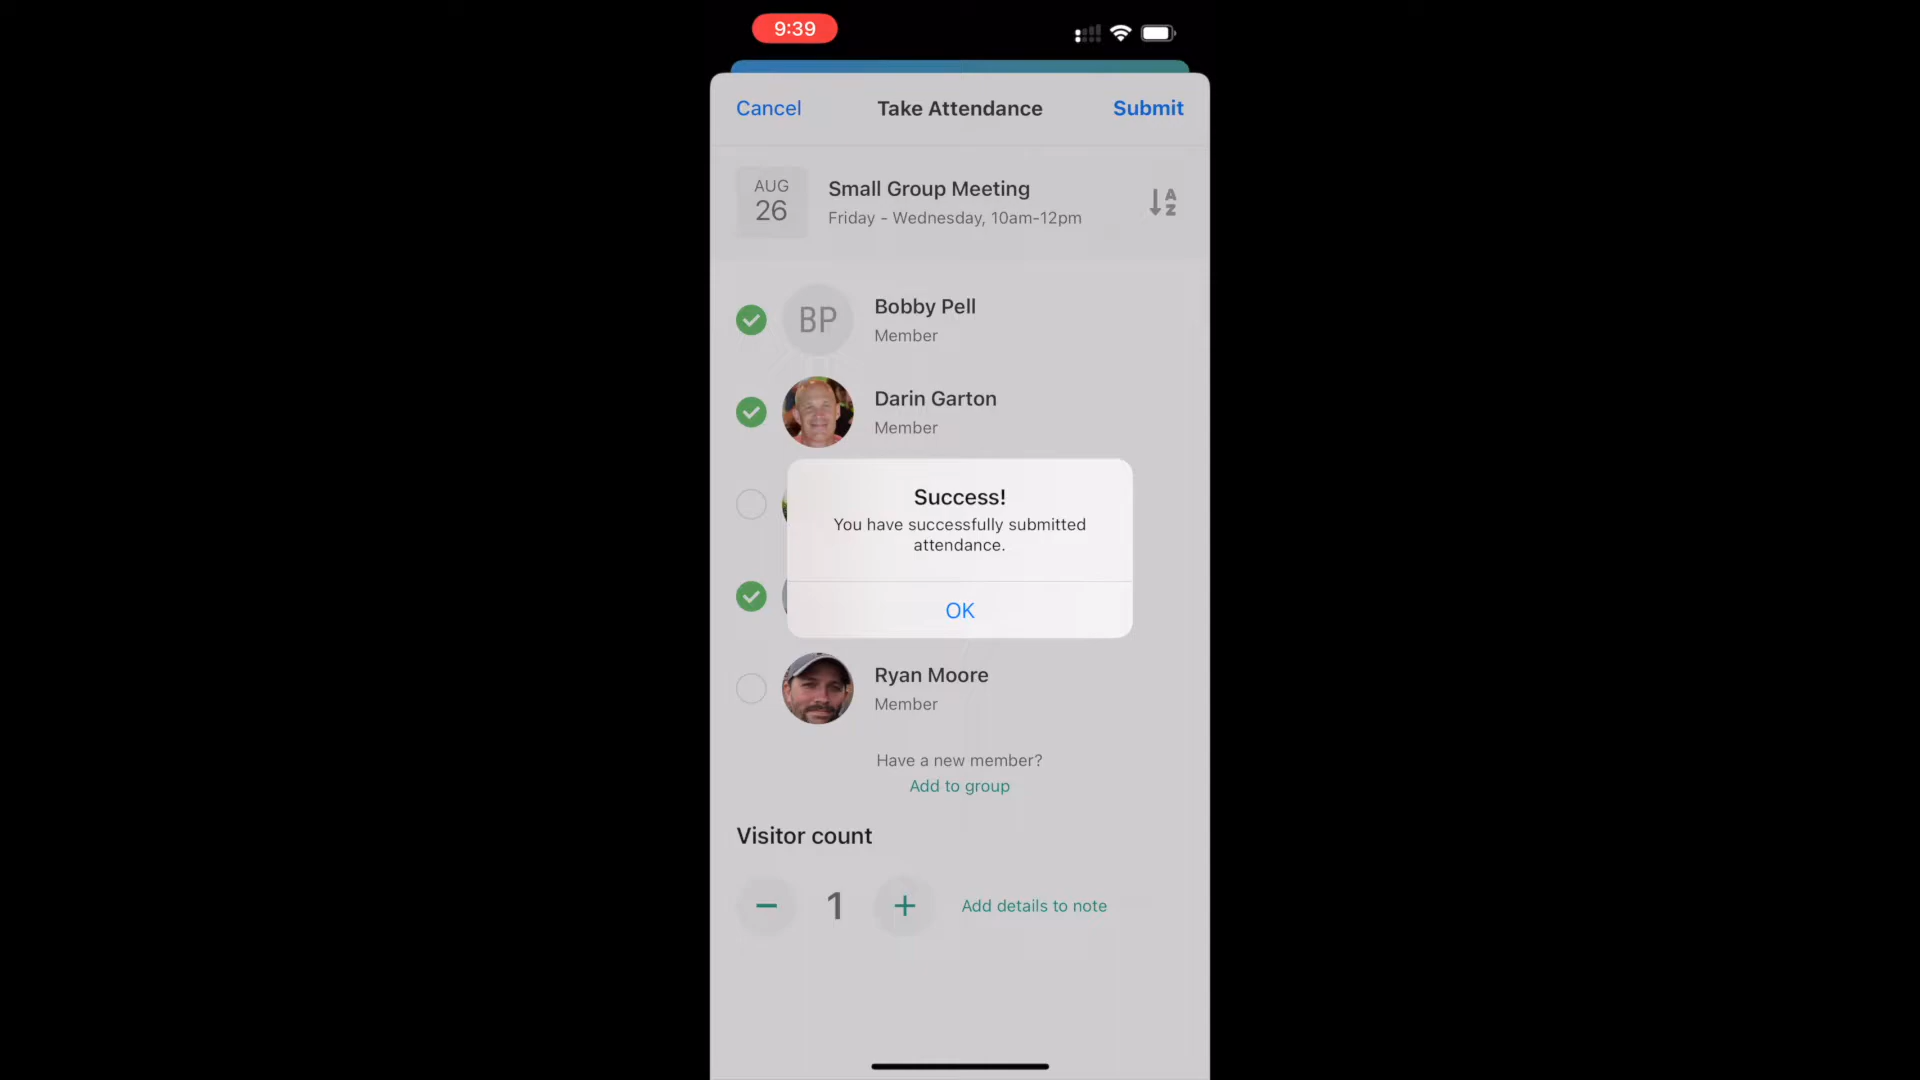 9:39
Cancel
Take Attendance
Submit
AUG
26
Small Group Meeting
Friday - Wednesday, 10am-12pm
A
Z
BP
Bobby Pell
Member
Darin Garton
Member
Success!
You have successfully submitted
attendance.
OK
Ryan Moore
Member
Have a new member?
Add to group
Visitor count
1
Add details to note